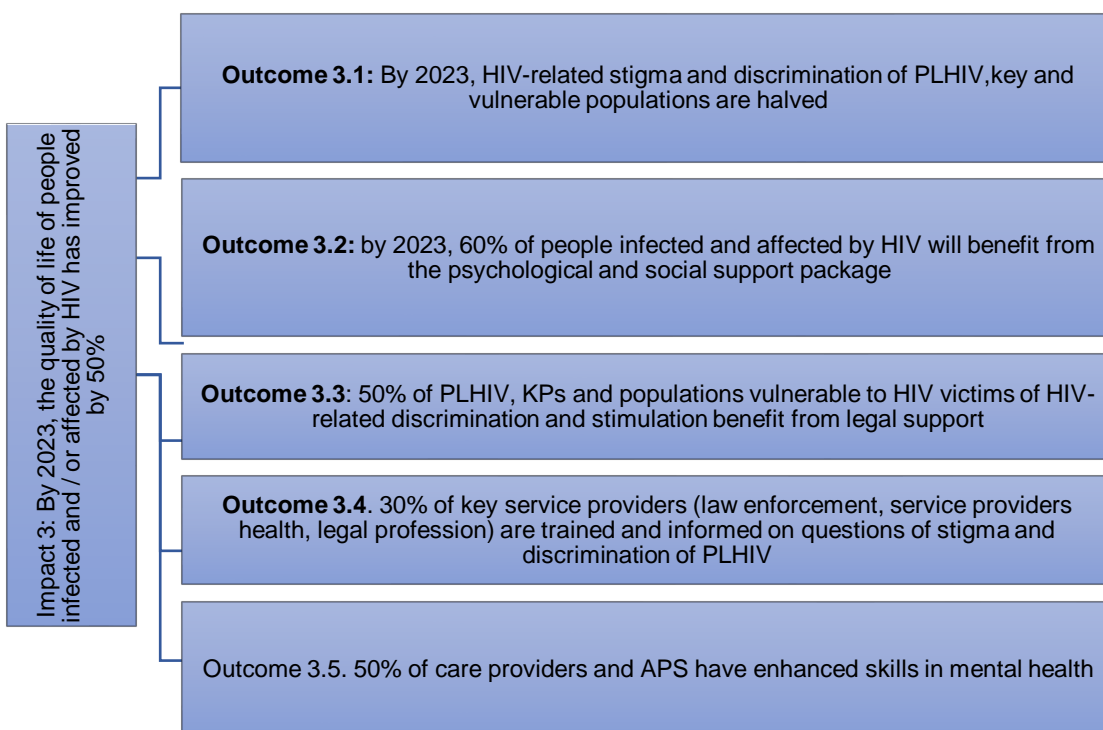 Impact 3: By 2023, the quality of life of people
infected and / or affected by HIV has improved
by 50%
Outcome 3.1: By 2023, HIV-related stigma and discrimination of PLHIV,key and
vulnerable populations are halved
Outcome 3.2: by 2023, 60% of people infected and affected by HIV will benefit from
the psychological and social support package
Outcome 3.3: 50% of PLHIV, KPs and populations vulnerable to HIV victims of HIV-
related discrimination and stimulation benefit from legal support
Outcome 3.4. 30% of key service providers (law enforcement, service providers
health, legal profession) are trained and informed on questions of stigma and
discrimination of PLHIV
Outcome 3.5. 50% of care providers and APS have enhanced skills in mental health